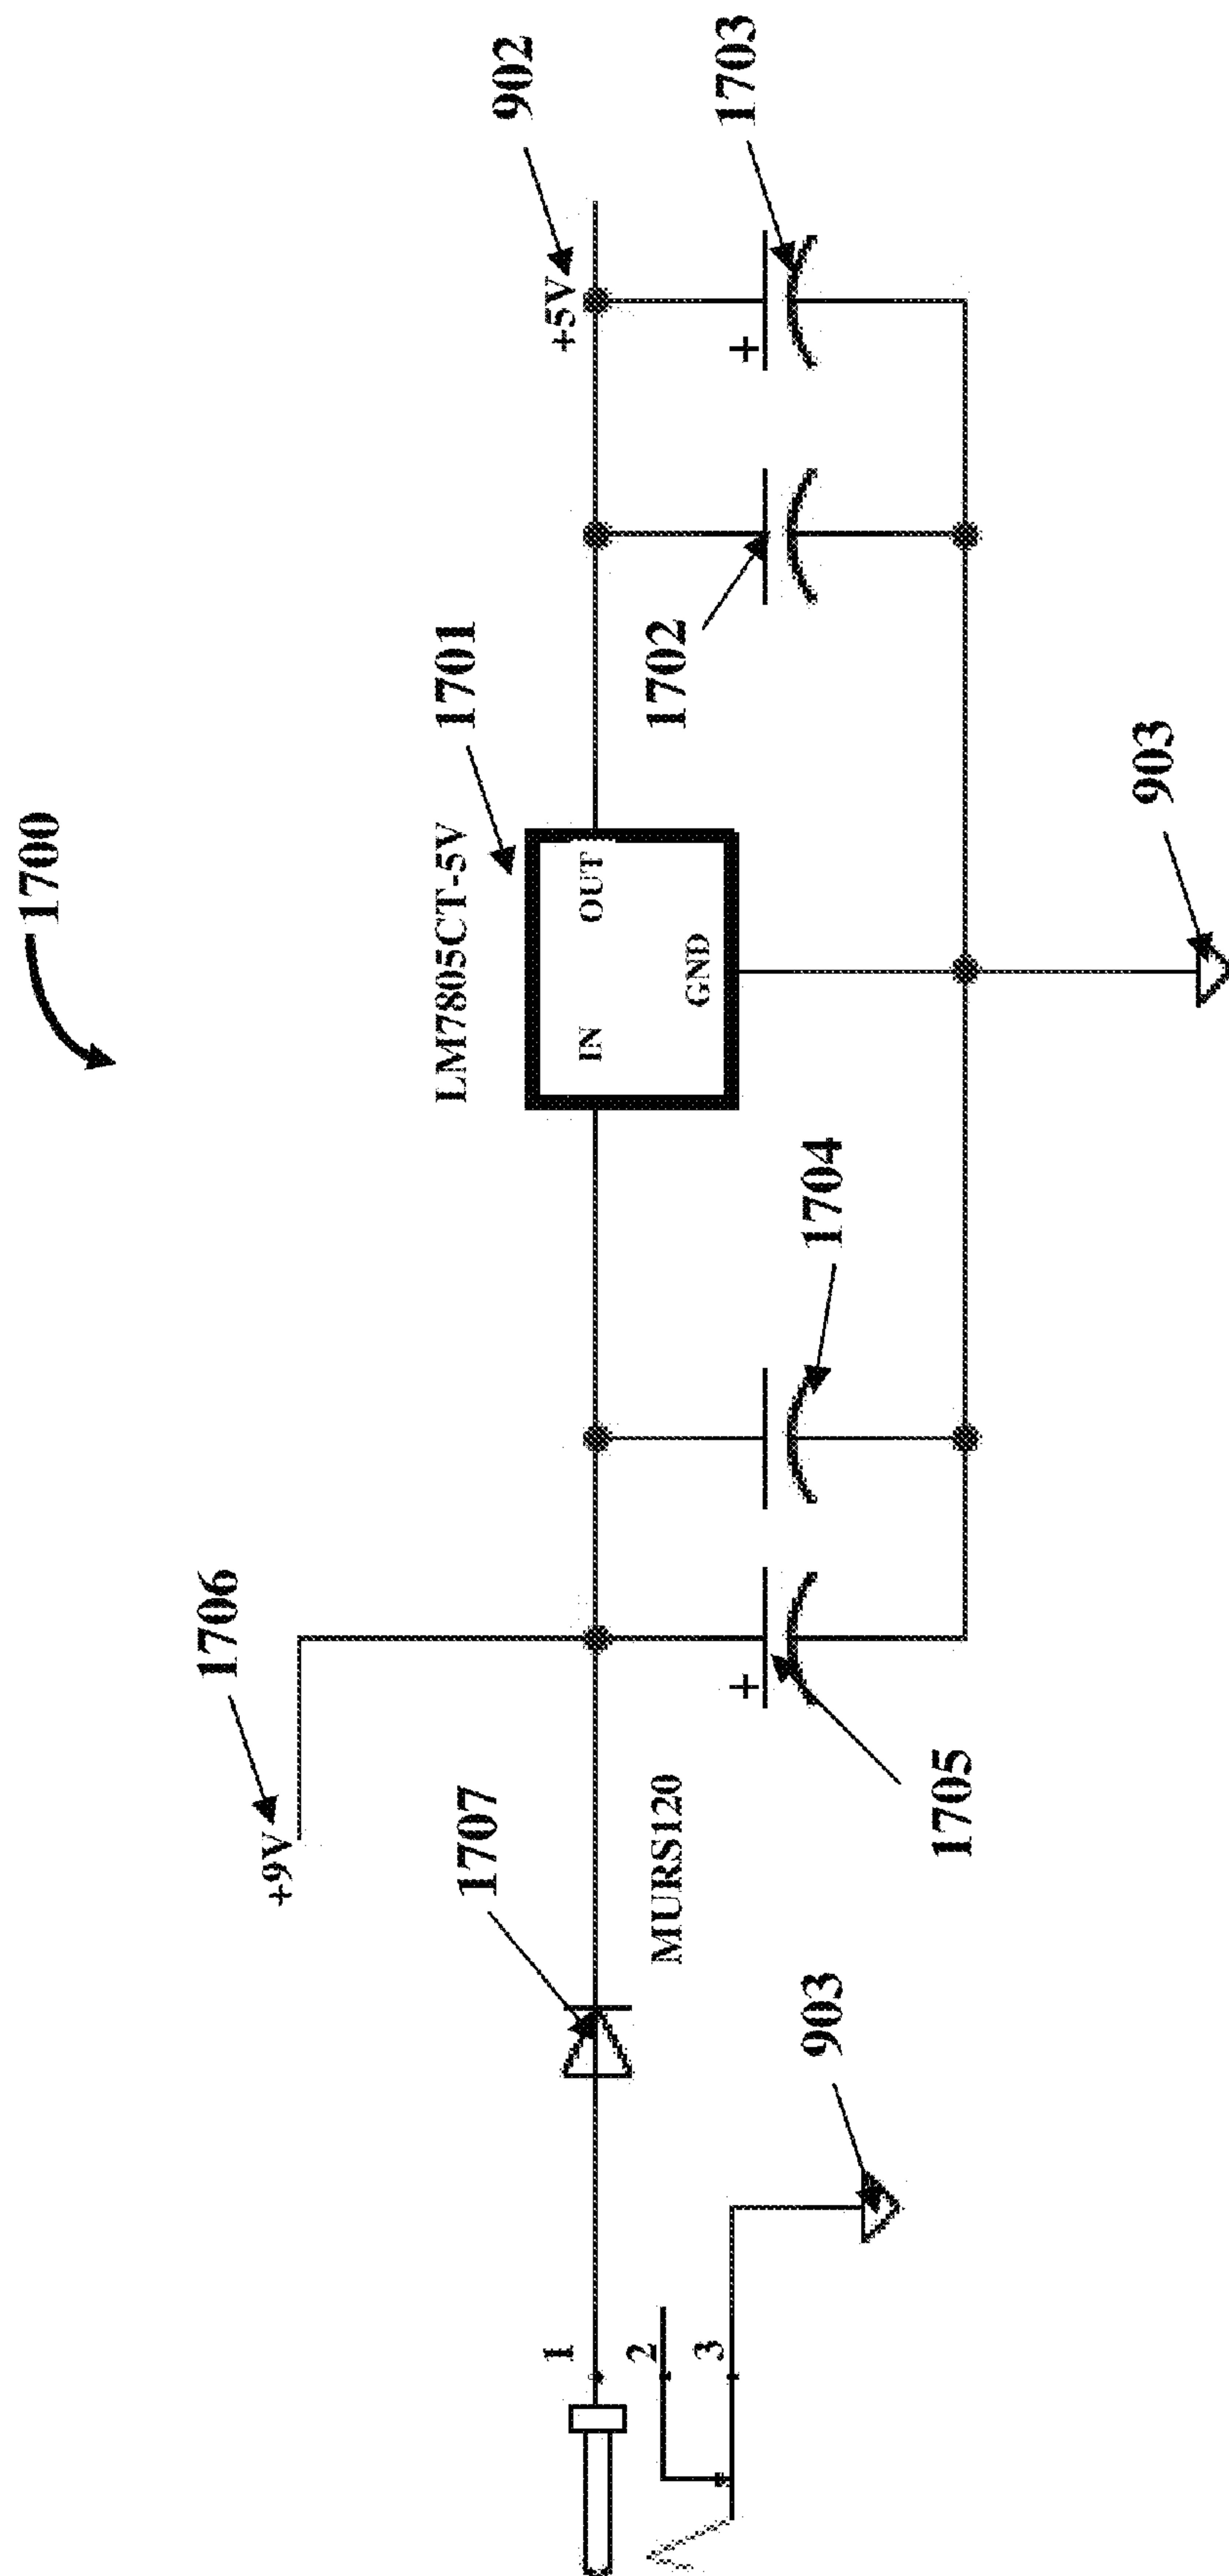 1700
1706
+9V
LM7805CT-5V
1701
902
+5V
1707
IN
OUT
GND
1
2
3
MURS120
+
+
1702
1703
1704
1705
903
903